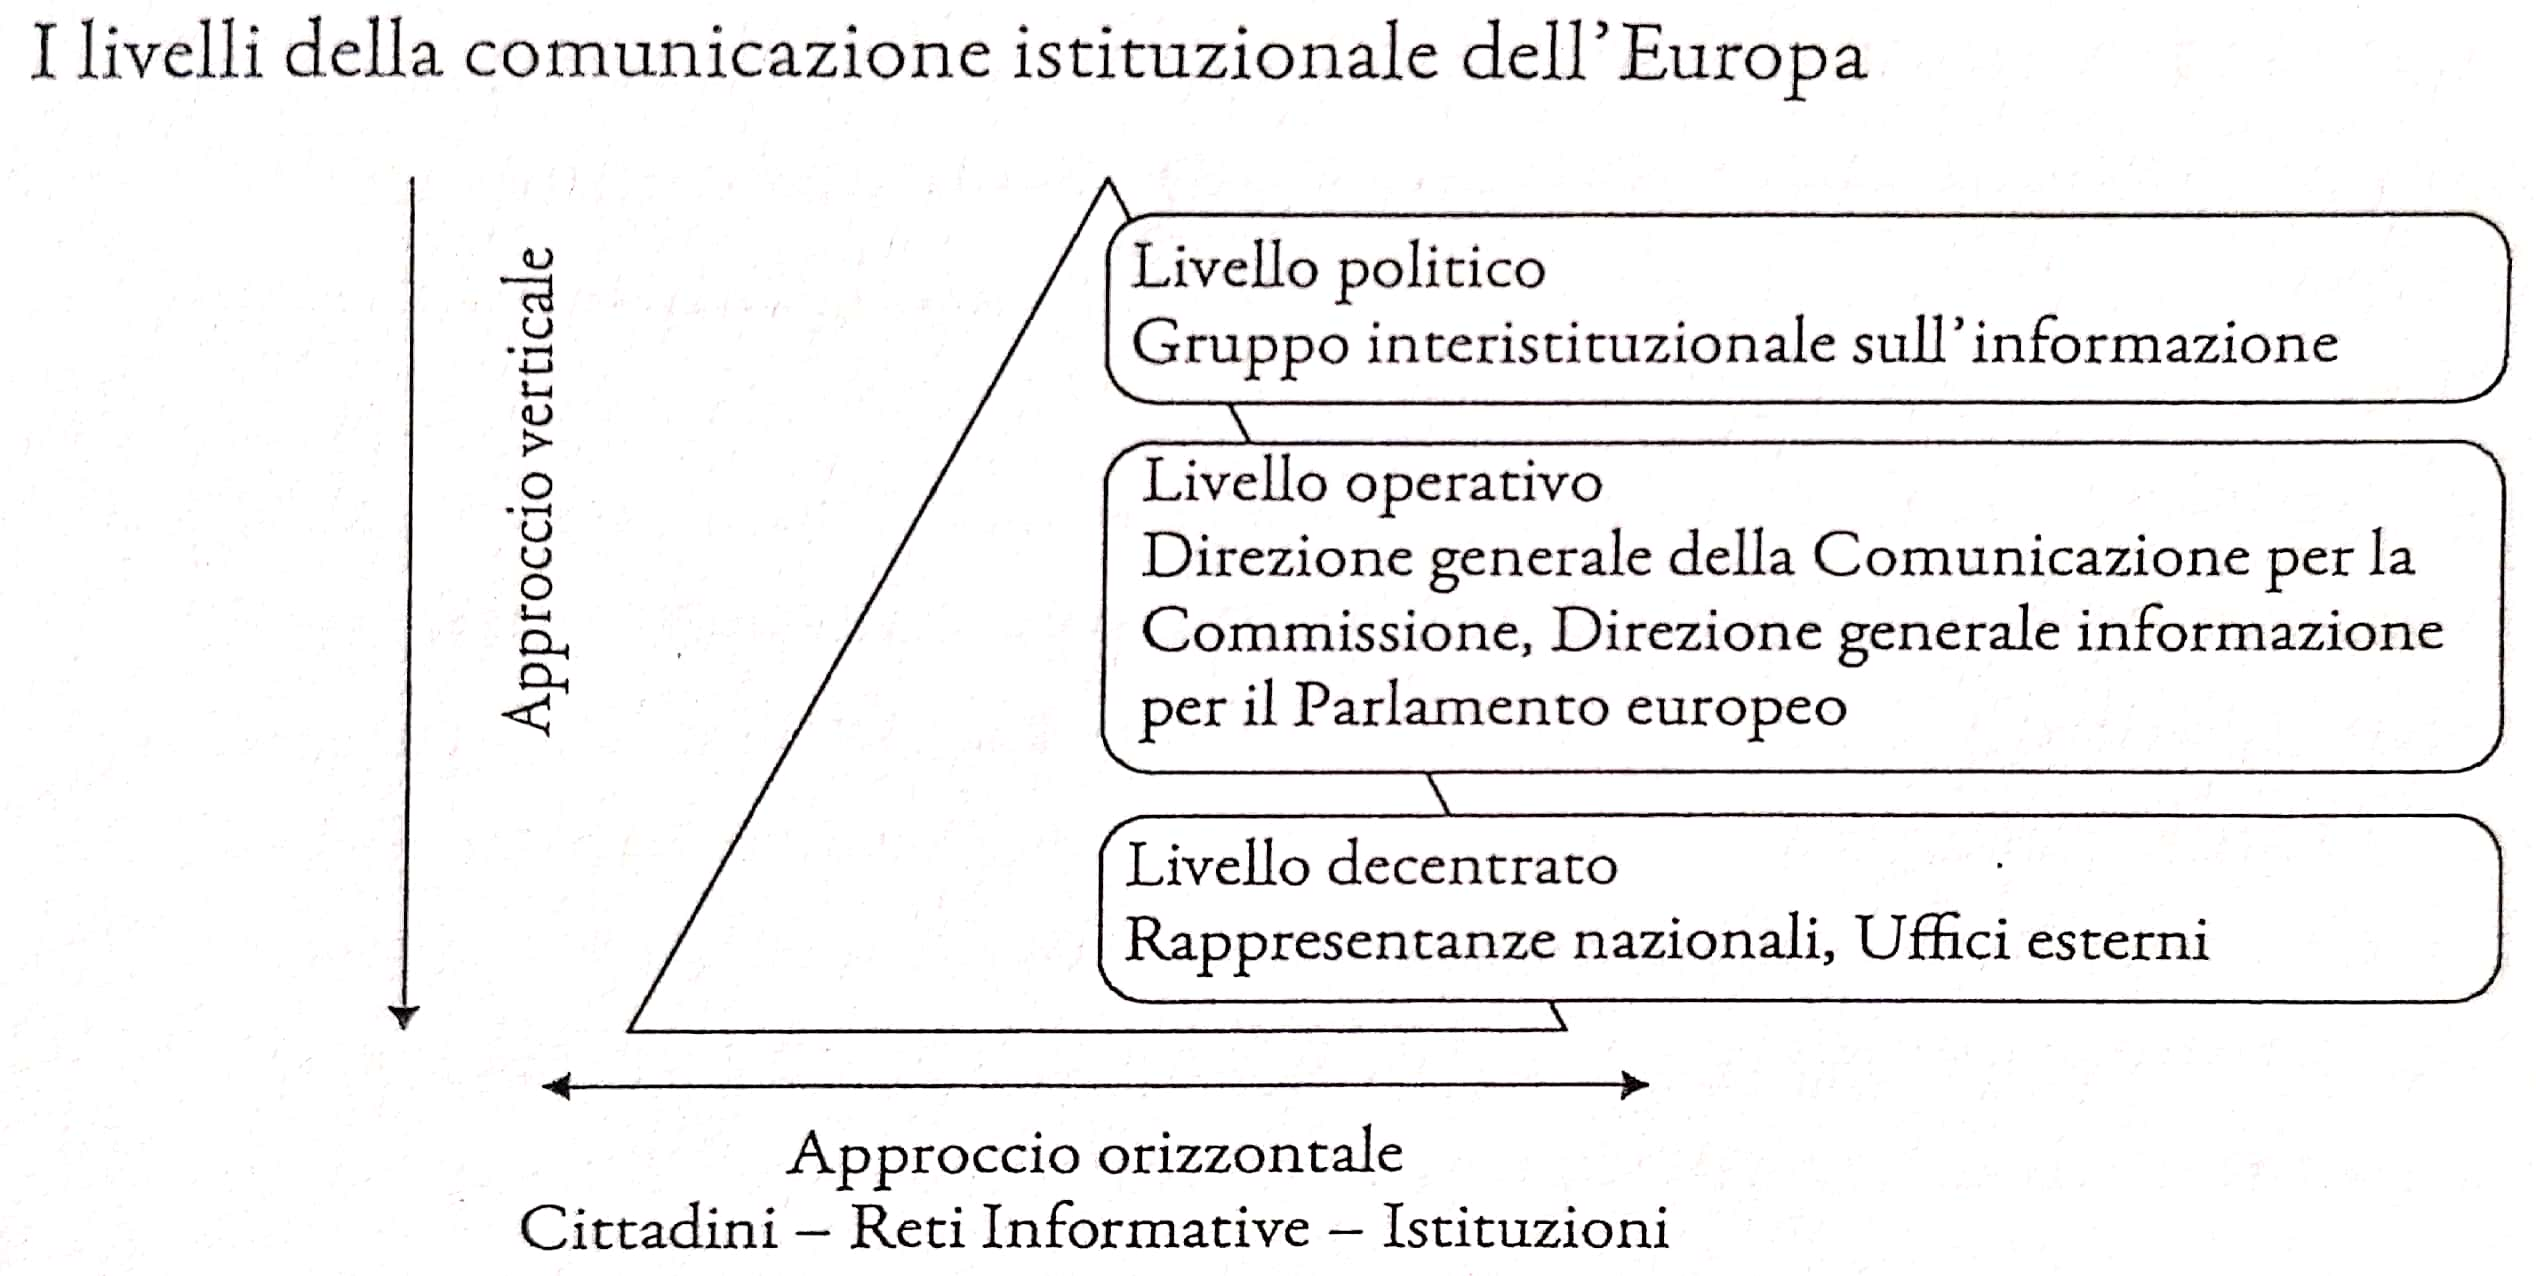 I livelli della comunicazione istituzionale dell’Europa
Approccio verticale
Livello politico
Gruppo interistituzionale sull’informazione
Livello operativo
Direzione generale della Comunicazione per la
Commissione, Direzione generale informazione
per il Parlamento europeo
Livello decentrato
Rappresentanze nazionali, Uffici esterni
Approccio orizzontale
Cittadini – Reti Informative – Istituzioni